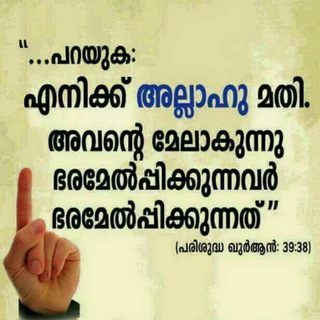 “...പറയുക:
എനിക്ക് അല്ലാഹു മതി.
അവന്റെ മേലാകുന്നു
ഭരമേൽപ്പിക്കുന്നവർ
ഭരമേൽപ്പിക്കുന്നത്”
(പരിശുദ്ധ ഖുർആൻ: 39:38)